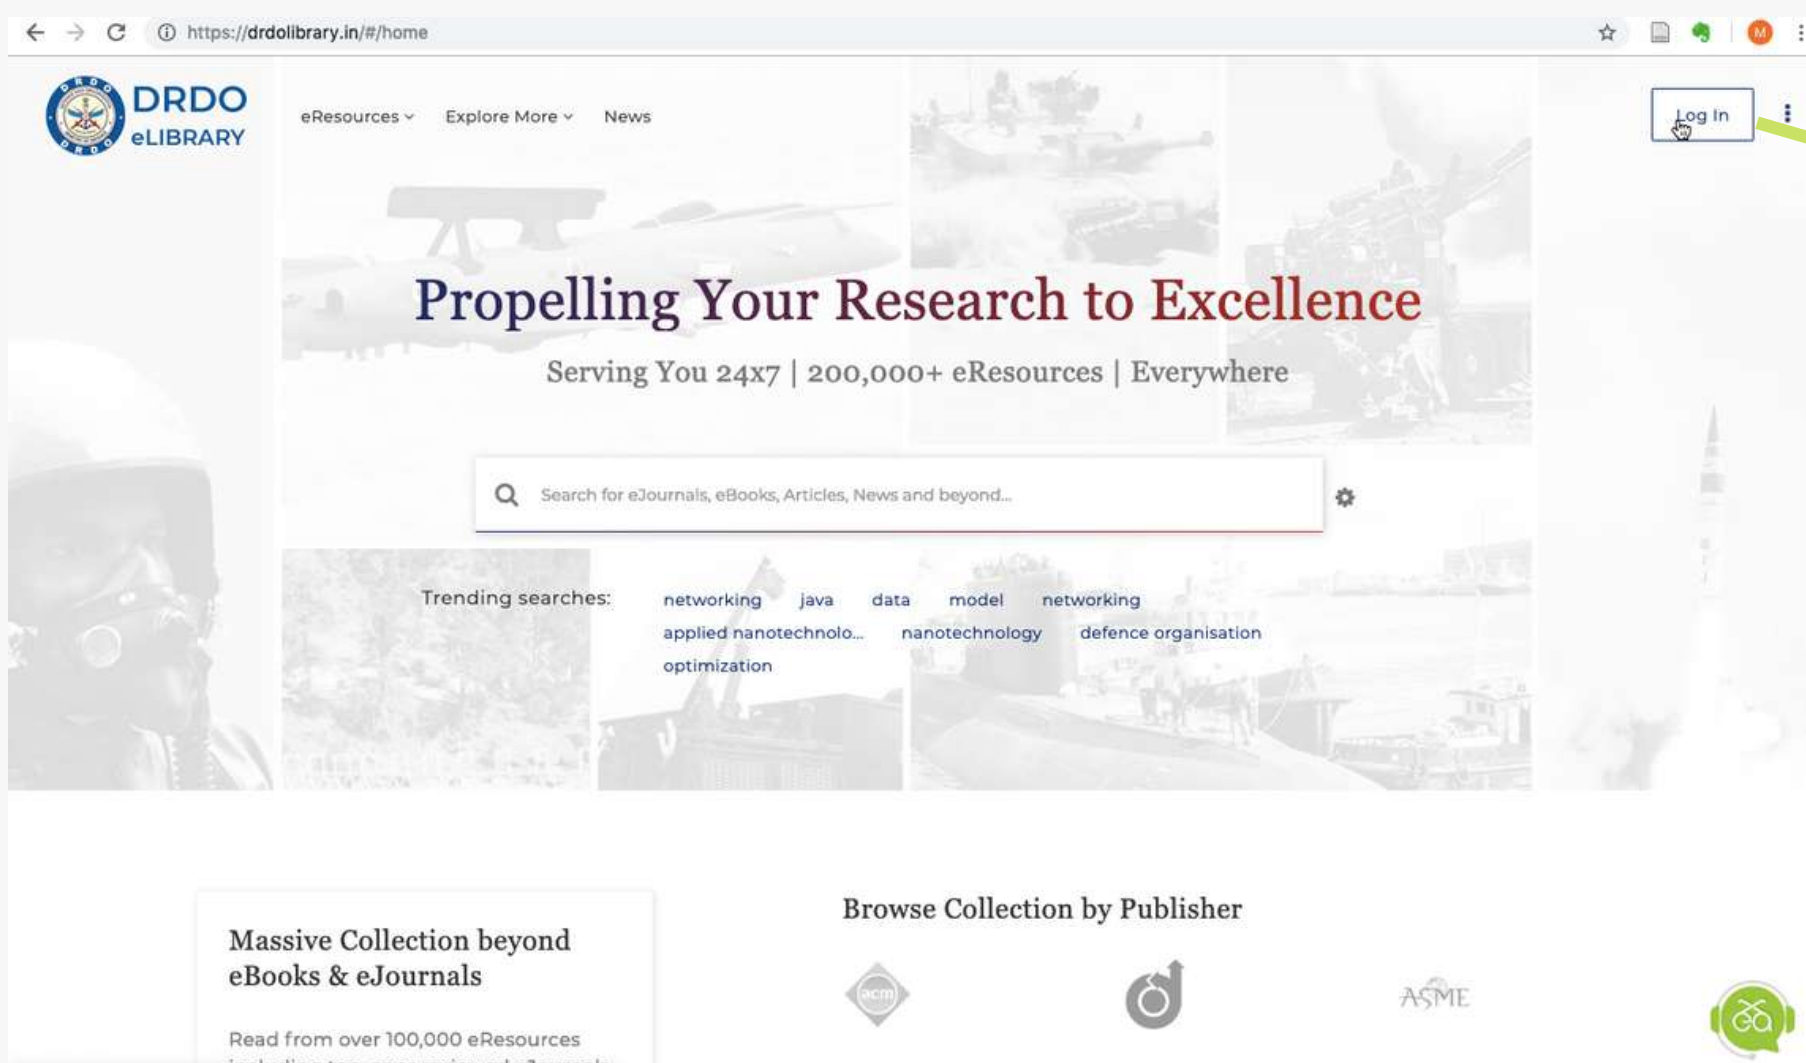 https://drdolibrary.in/#/home
M
DRDO
eLIBRARY
eResources
Explore More
News
Log In
Propelling Your Research to Excellence
Serving You 24x7 | 200,000+ eResources | Everywhere
Search for eJournals, eBooks, Articles, News and beyond...
Trending searches:
networking java data model networking
applied nanotechnolo... nanotechnology defence organisation
optimization
Massive Collection beyond
eBooks & eJournals
Read from over 100,000 eResources
Browse Collection by Publisher
acm
ASME